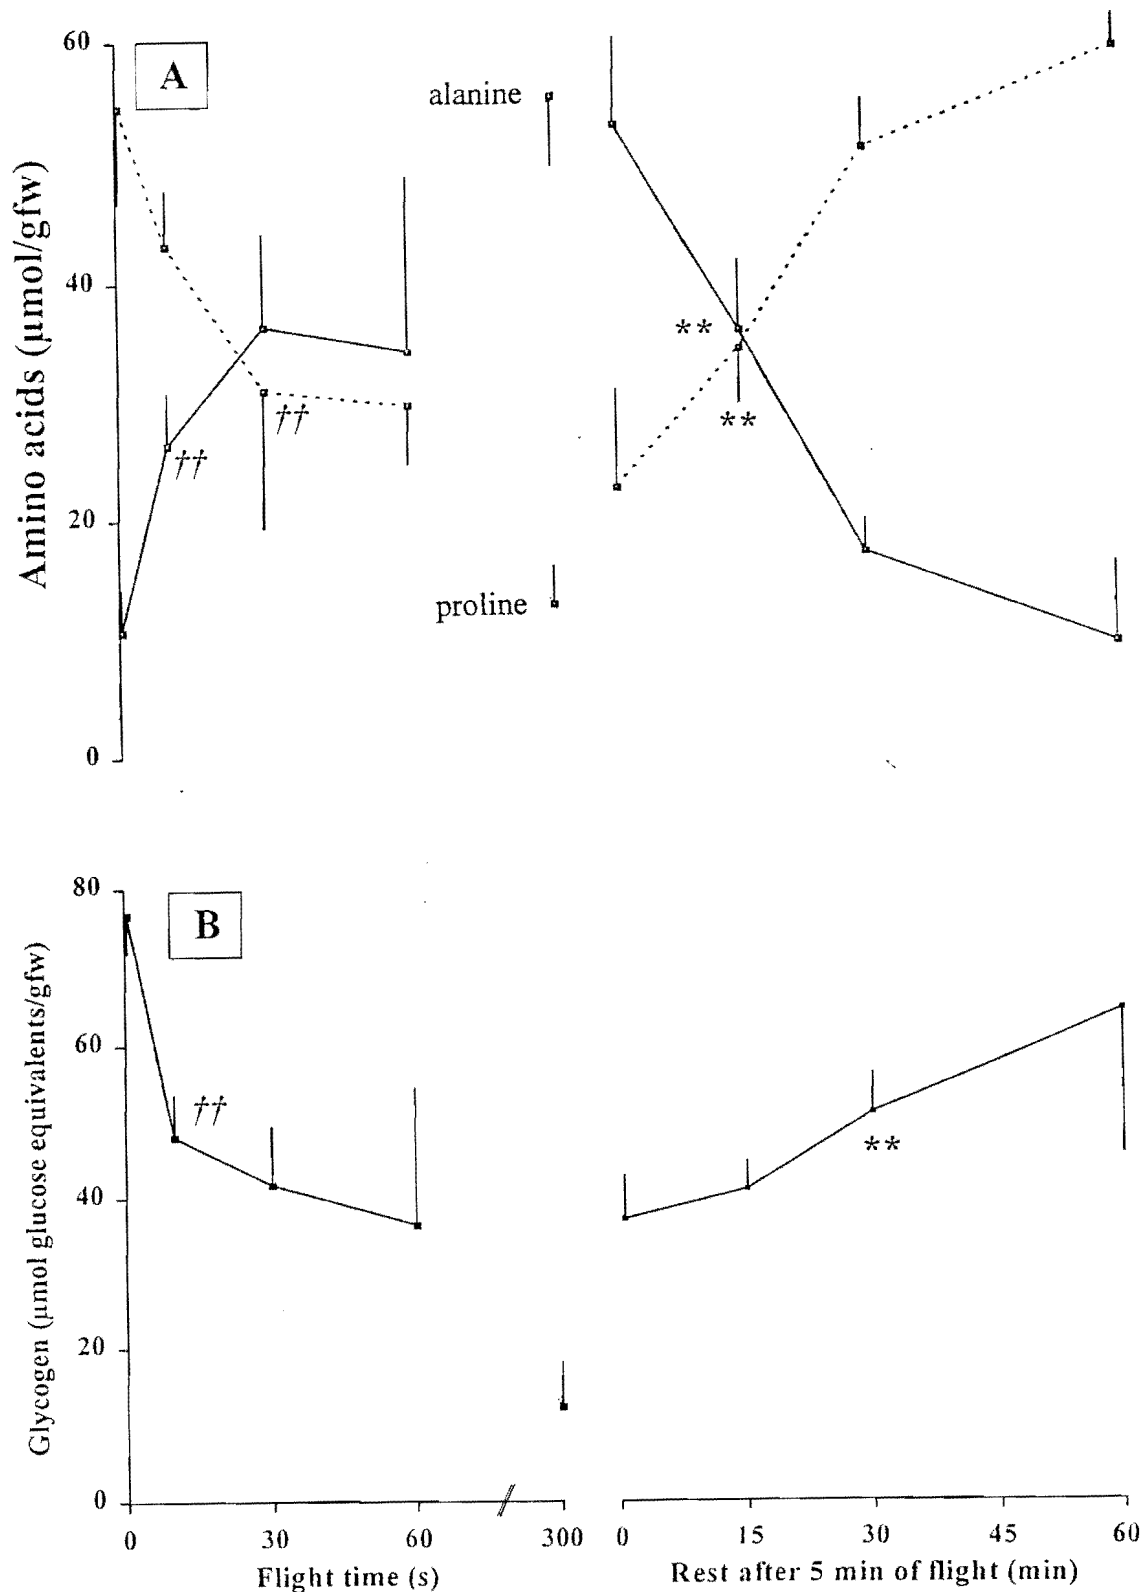 60
A
alanine
40
**
††
**
††
20
proline
0
Amino acids (µmol/gfw)
80
B
60
††
**
40
20
0
Glycogen (µmol glucose equivalents/gfw)
0 30 60 300 0 15 30 45 60
Flight time (s) Rest after 5 min of flight (min)